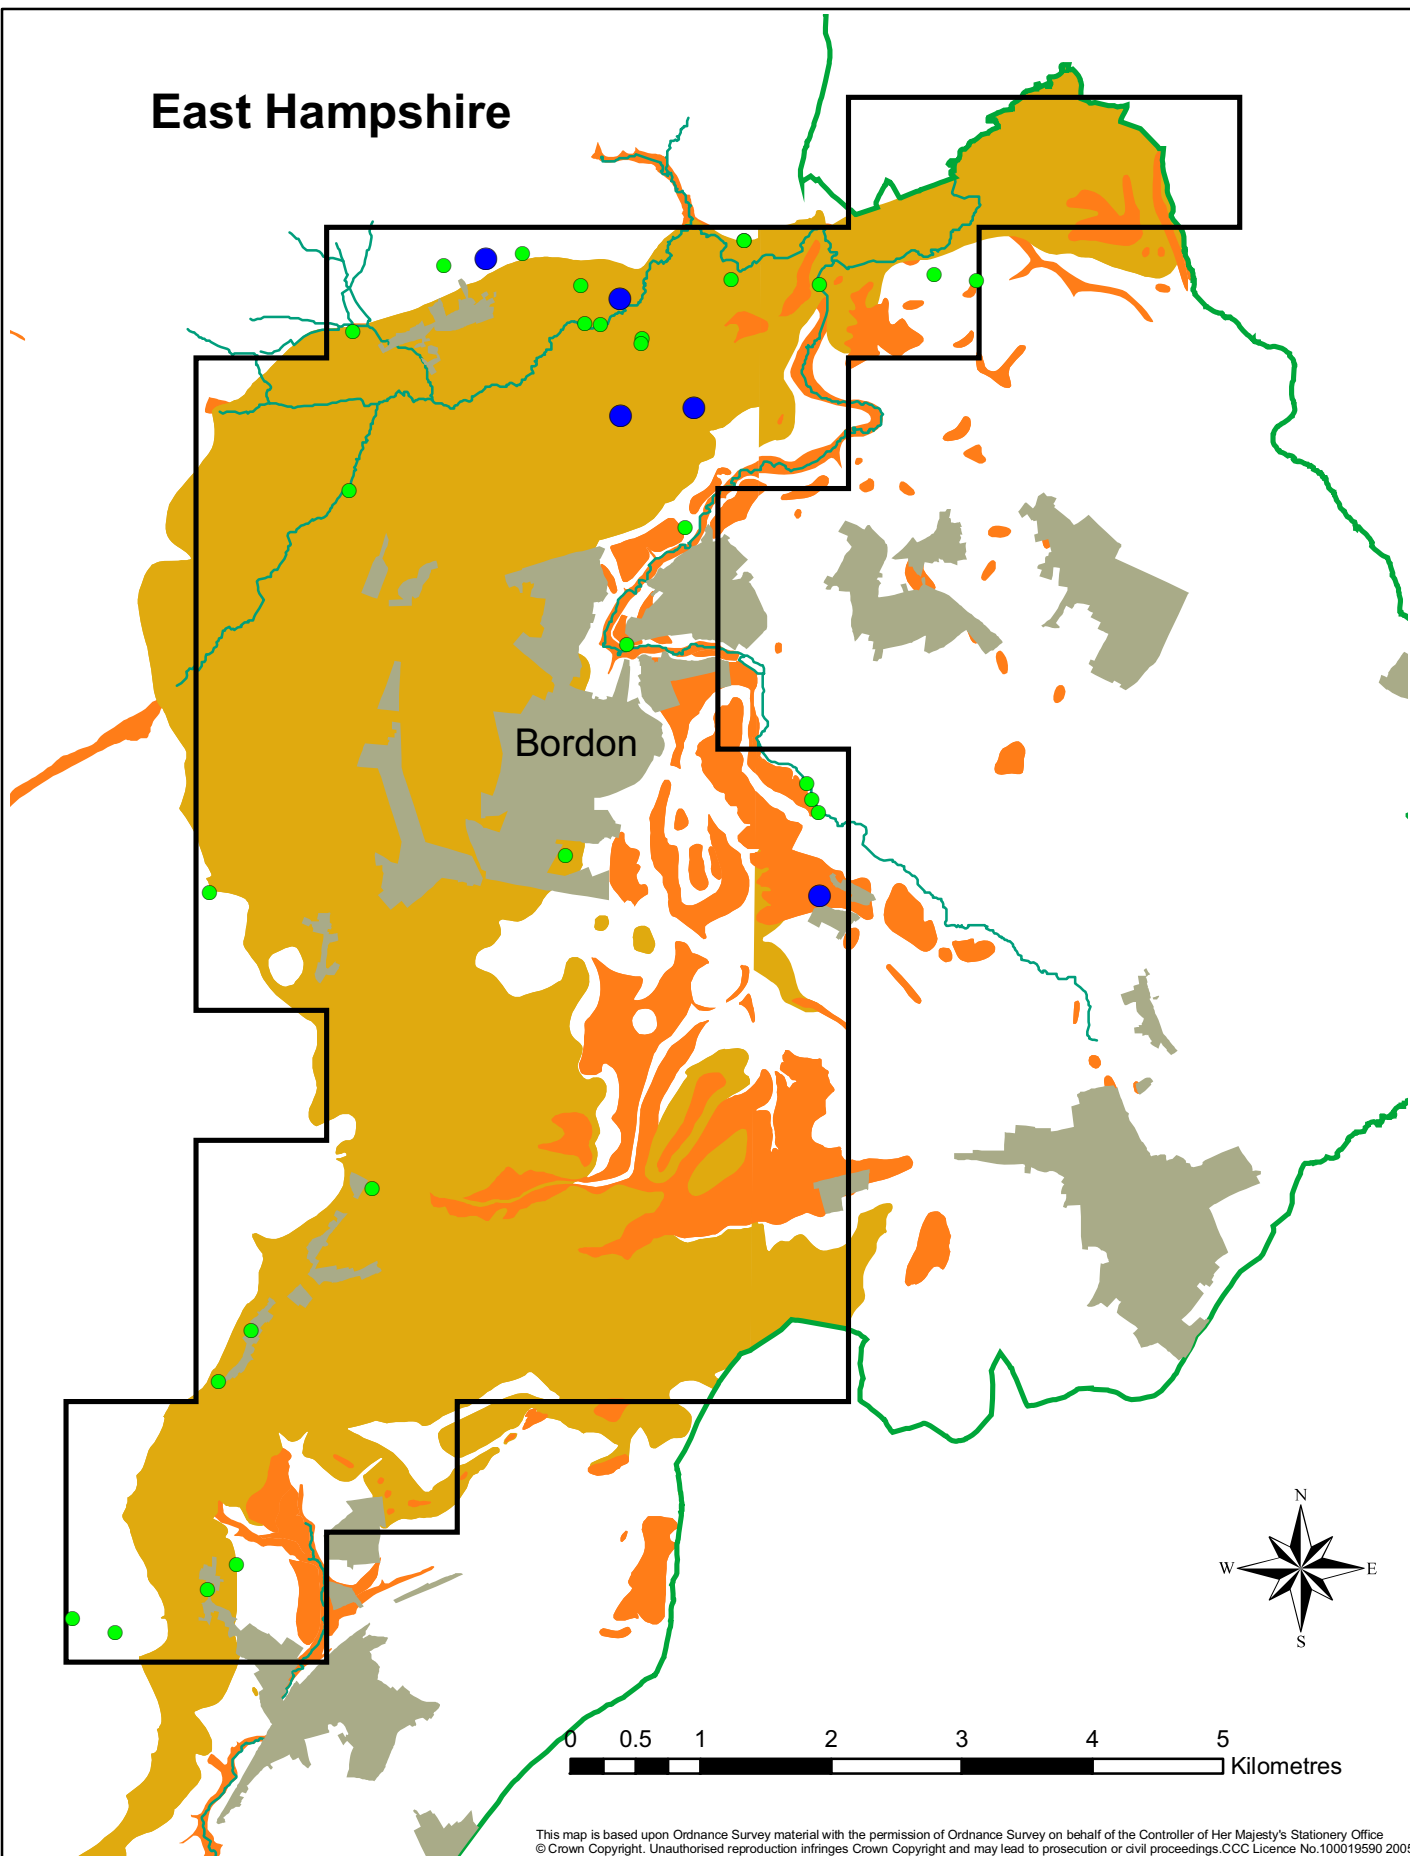 East Hampshire
Bordon
N
W E
S
0 0.5 1 2 3 4 5
Kilometres
This map is based upon Ordnance Survey material with the permission of Ordnance Survey on behalf of the Controller of Her Majesty's Stationery Office
© Crown Copyright. Unauthorised reproduction infringes Crown Copyright and may lead to prosecution or civil proceedings.CCC Licence No.100019590 2005